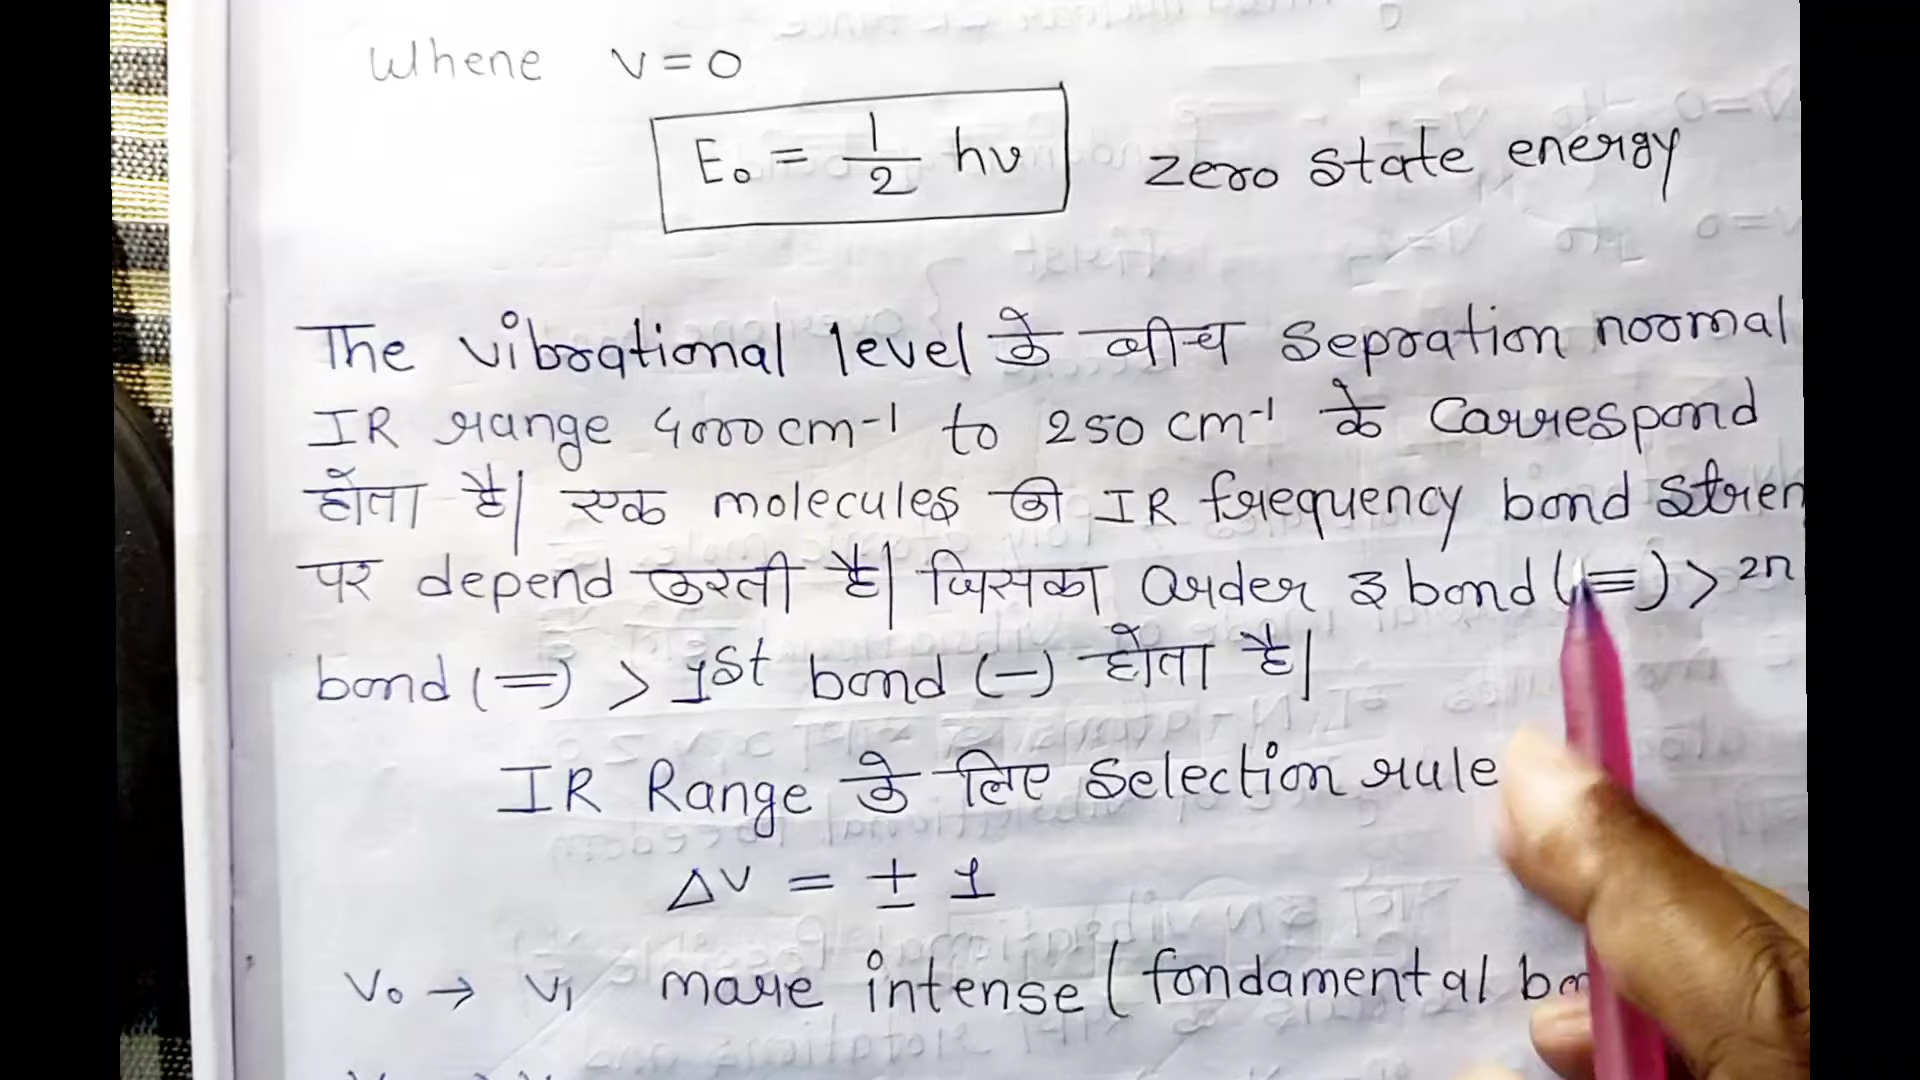 Where v = 0
E₀ = 1/2 hν zero state energy
The vibrational level के बीच sepration normal
IR range 4000 cm⁻¹ to 250 cm⁻¹ के Correspond
होता है। एक molecules की IR frequency bond stren
पर depend करती है। जिसका order 3 bond (≡) > 2n
bond (=) > 1st bond (–) होता है।
IR Range के लिए selection rule
ΔV = ± 1
V₀ → V₁ more intense (fondamental